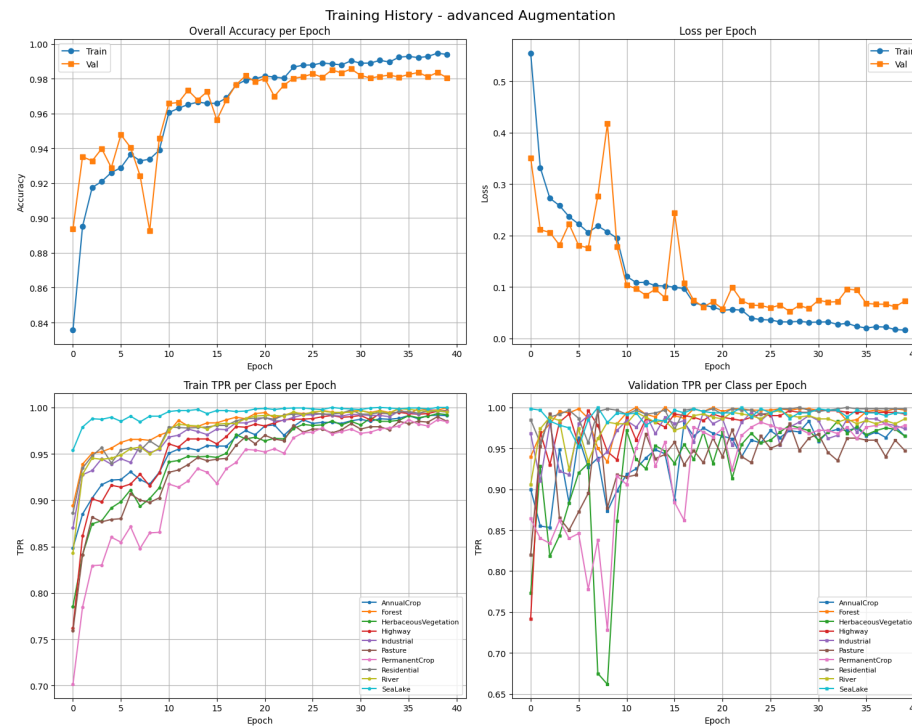 Training History - advanced Augmentation
Overall Accuracy per Epoch
1.00
0.98
0.96
0.94
0.92
0.90
0.88
0.86
0.84
Accuracy
Train
Val
0
5
10
15
20
25
30
35
40
Epoch
Loss per Epoch
0.5
0.4
0.3
0.2
0.1
0.0
Loss
Train
Val
0
5
10
15
20
25
30
35
40
Epoch
Train TPR per Class per Epoch
1.00
0.95
0.90
0.85
0.80
0.75
0.70
TPR
AnnualCrop
Forest
HerbaceousVegetation
Highway
Industrial
Pasture
PermanentCrop
Residential
River
SeaLake
0
5
10
15
20
25
30
35
40
Epoch
Validation TPR per Class per Epoch
1.00
0.95
0.90
0.85
0.80
0.75
0.70
0.65
TPR
AnnualCrop
Forest
HerbaceousVegetation
Highway
Industrial
Pasture
PermanentCrop
Residential
River
SeaLake
0
5
10
15
20
25
30
35
40
Epoch